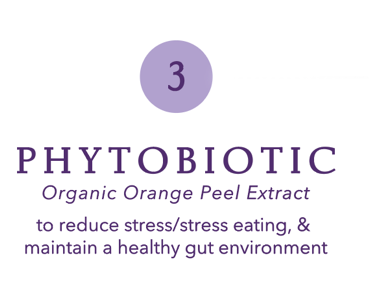 3
PHYTOBIOTIC
Organic Orange Peel Extract
to reduce stress/stress eating, &
maintain a healthy gut environment